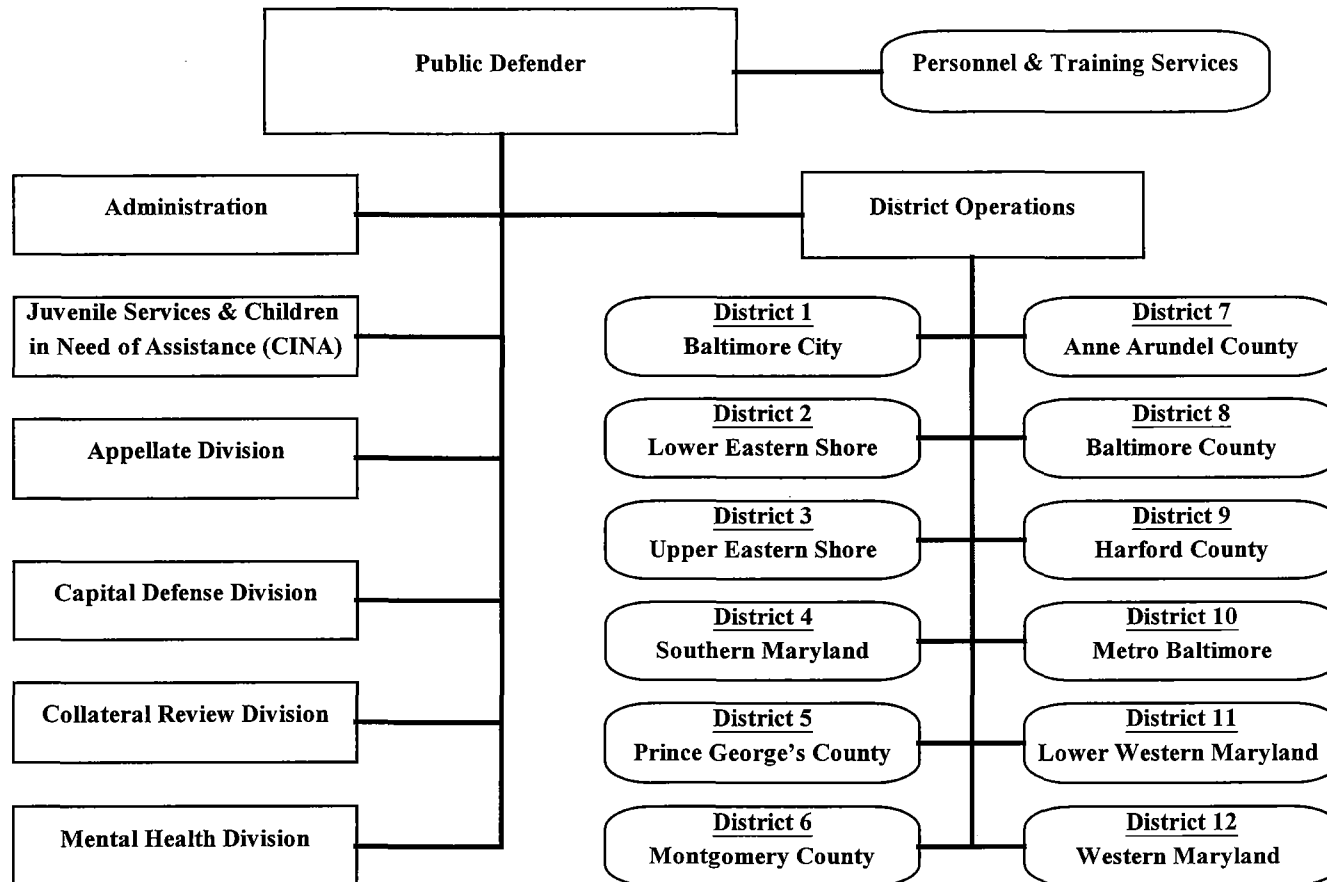 Public Defender
Personnel & Training Services
Administration
District Operations
Juvenile Services & Children
in Need of Assistance (CINA)
Appellate Division
Capital Defense Division
Collateral Review Division
Mental Health Division
District 1
Baltimore City
District 2
Lower Eastern Shore
District 3
Upper Eastern Shore
District 4
Southern Maryland
District 5
Prince George's County
District 6
Montgomery County
District 7
Anne Arundel County
District 8
Baltimore County
District 9
Harford County
District 10
Metro Baltimore
District 11
Lower Western Maryland
District 12
Western Maryland